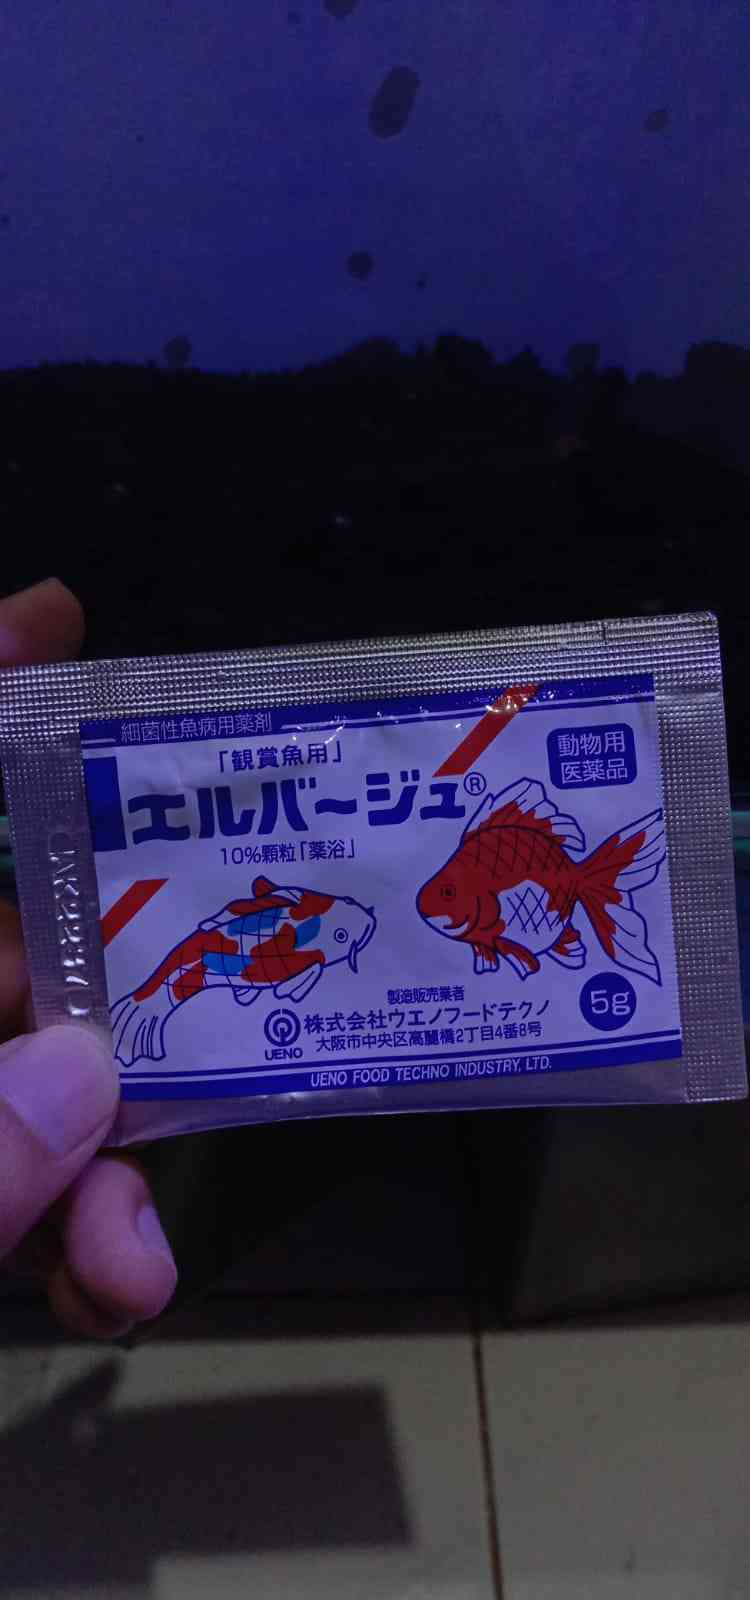 細菌性魚病用薬剤
「観賞魚用」
動物用
医薬品
エルバージュ®
10%顆粒「薬浴」
5g
製造販売業者
UENO
株式会社ウエノフードテクノ
大阪市中央区高麗橋2丁目4番8号
UENO FOOD TECHNO INDUSTRY, LTD.